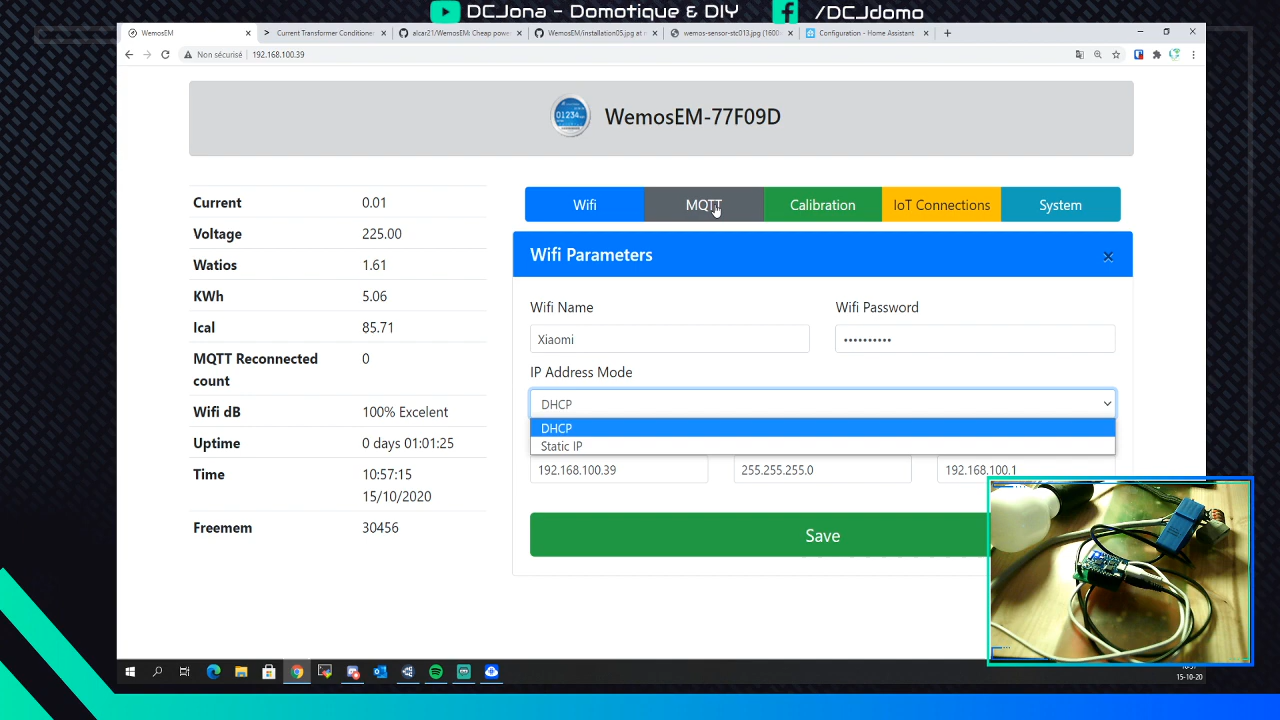 DCJona - Domotique & DIY
/DCJdomo
WemosEM
Current Transformer Conditioner
alcar21/WemosEM: Cheap power
WemosEM/installation05.jpg at m
wemos-sensor-stc013.jpg (1600
Configuration - Home Assistant
Non sécurisé
192.168.100.39
WemosEM-77F09D
Current 0.01
Voltage 225.00
Watios 1.61
KWh 5.06
Ical 85.71
MQTT Reconnected count 0
Wifi dB 100% Excelent
Uptime 0 days 01:01:25
Time 10:57:15
15/10/2020
Freemem 30456
Wifi MQTT Calibration IoT Connections System
Wifi Parameters
Wifi Name Wifi Password
Xiaomi ••••••••••
IP Address Mode
DHCP
DHCP
Static IP
192.168.100.39 255.255.255.0 192.168.100.1
Save
15-10-20